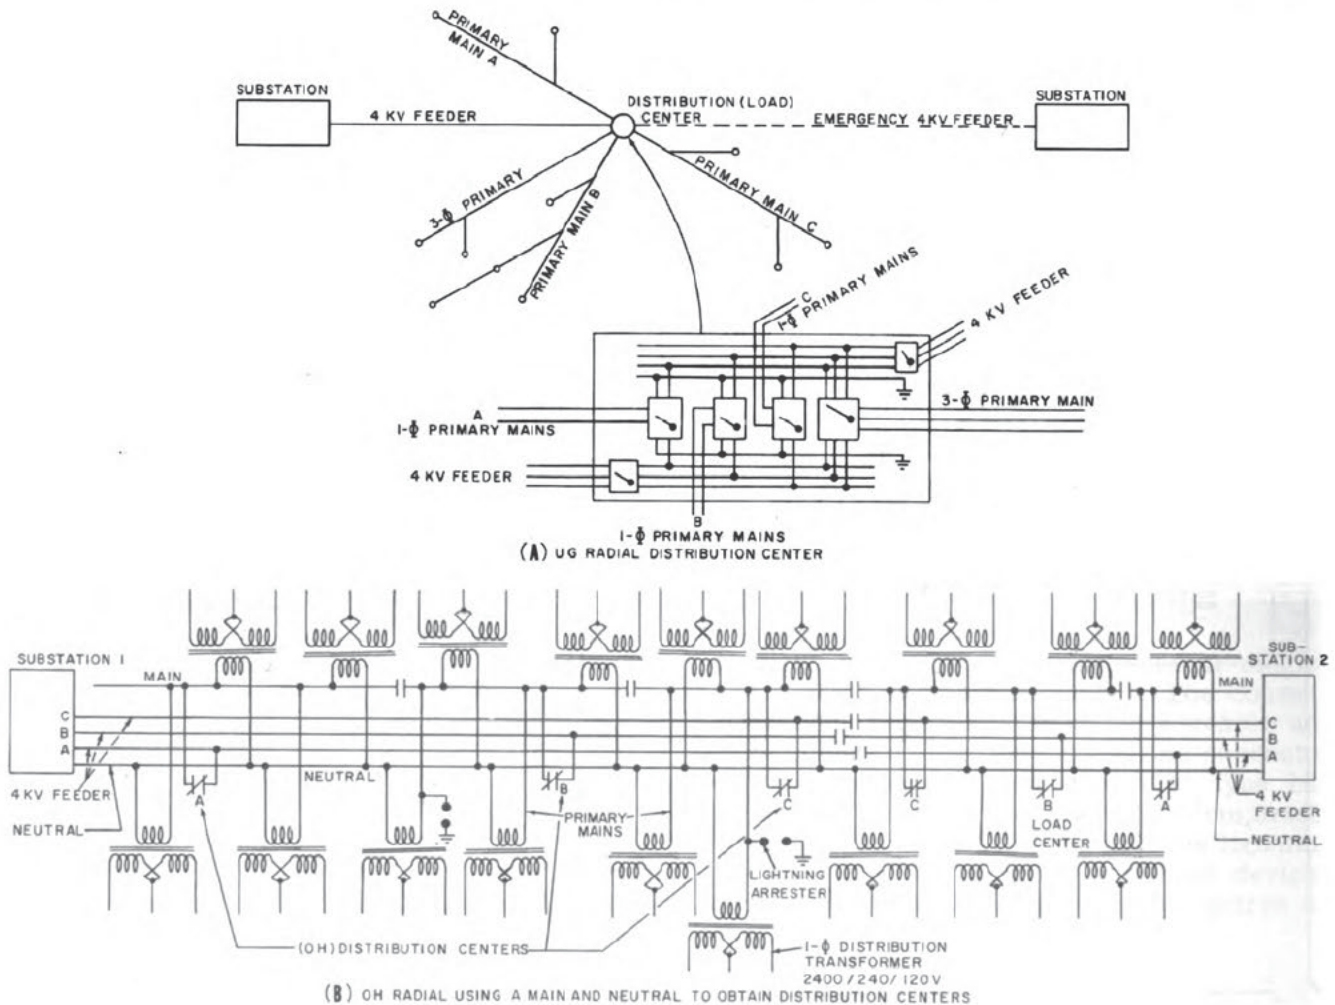 PRIMARY
MAIN A
SUBSTATION
4 KV FEEDER
DISTRIBUTION (LOAD)
CENTER
EMERGENCY 4KV FEEDER
SUBSTATION
3-Φ PRIMARY
PRIMARY MAIN B
PRIMARY MAIN C
C
1-Φ PRIMARY MAINS
4 KV FEEDER
A
1-Φ PRIMARY MAINS
3-Φ PRIMARY MAIN
4 KV FEEDER
B
1-Φ PRIMARY MAINS
(A) UG RADIAL DISTRIBUTION CENTER
SUBSTATION 1
MAIN
C
B
A
4 KV FEEDER
NEUTRAL
NEUTRAL
A
B
C
C
B
A
PRIMARY
MAINS
LOAD
CENTER
LIGHTNING
ARRESTER
SUB-
STATION 2
MAIN
C
B
A
4 KV
FEEDER
NEUTRAL
(OH) DISTRIBUTION CENTERS
1-Φ DISTRIBUTION
TRANSFORMER
2400/240/120V
(B) OH RADIAL USING A MAIN AND NEUTRAL TO OBTAIN DISTRIBUTION CENTERS